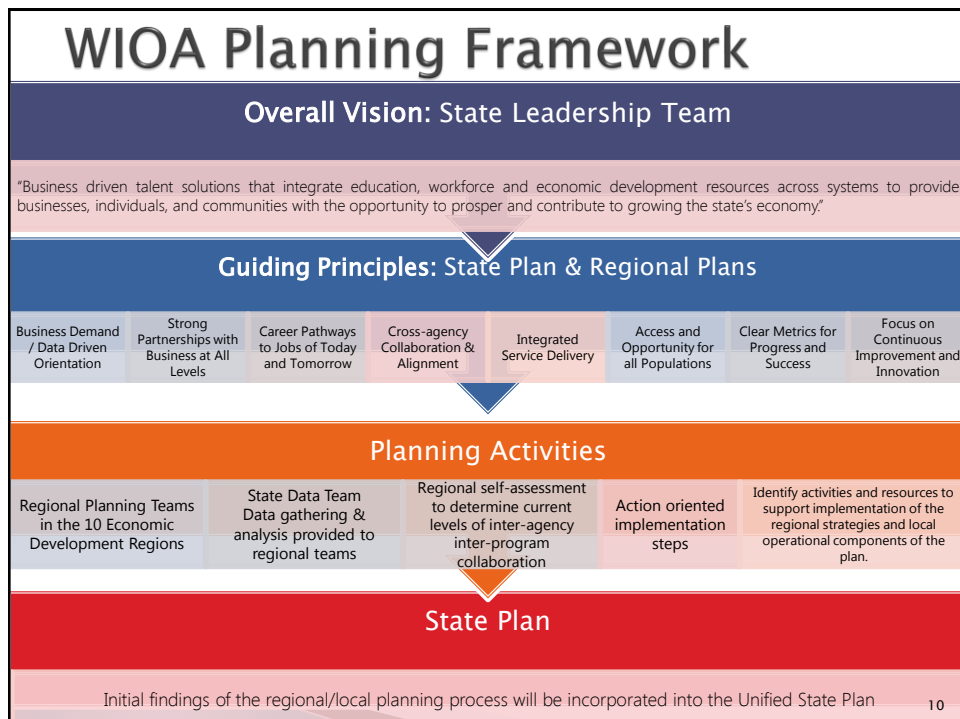 WIOA Planning Framework
Overall Vision: State Leadership Team
“Business driven talent solutions that integrate education, workforce and economic development resources across systems to provide
businesses, individuals, and communities with the opportunity to prosper and contribute to growing the state’s economy.”
Guiding Principles: State Plan & Regional Plans
Business Demand
/ Data Driven
Orientation
Strong
Partnerships with
Business at All
Levels
Career Pathways
to Jobs of Today
and Tomorrow
Cross-agency
Collaboration &
Alignment
Integrated
Service Delivery
Access and
Opportunity for
all Populations
Clear Metrics for
Progress and
Success
Focus on
Continuous
Improvement and
Innovation
Planning Activities
Regional Planning Teams
in the 10 Economic
Development Regions
State Data Team
Data gathering &
analysis provided to
regional teams
Regional self-assessment
to determine current
levels of inter-agency
inter-program
collaboration
Action oriented
implementation
steps
Identify activities and resources to
support implementation of the
regional strategies and local
operational components of the
plan.
State Plan
Initial findings of the regional/local planning process will be incorporated into the Unified State Plan
10